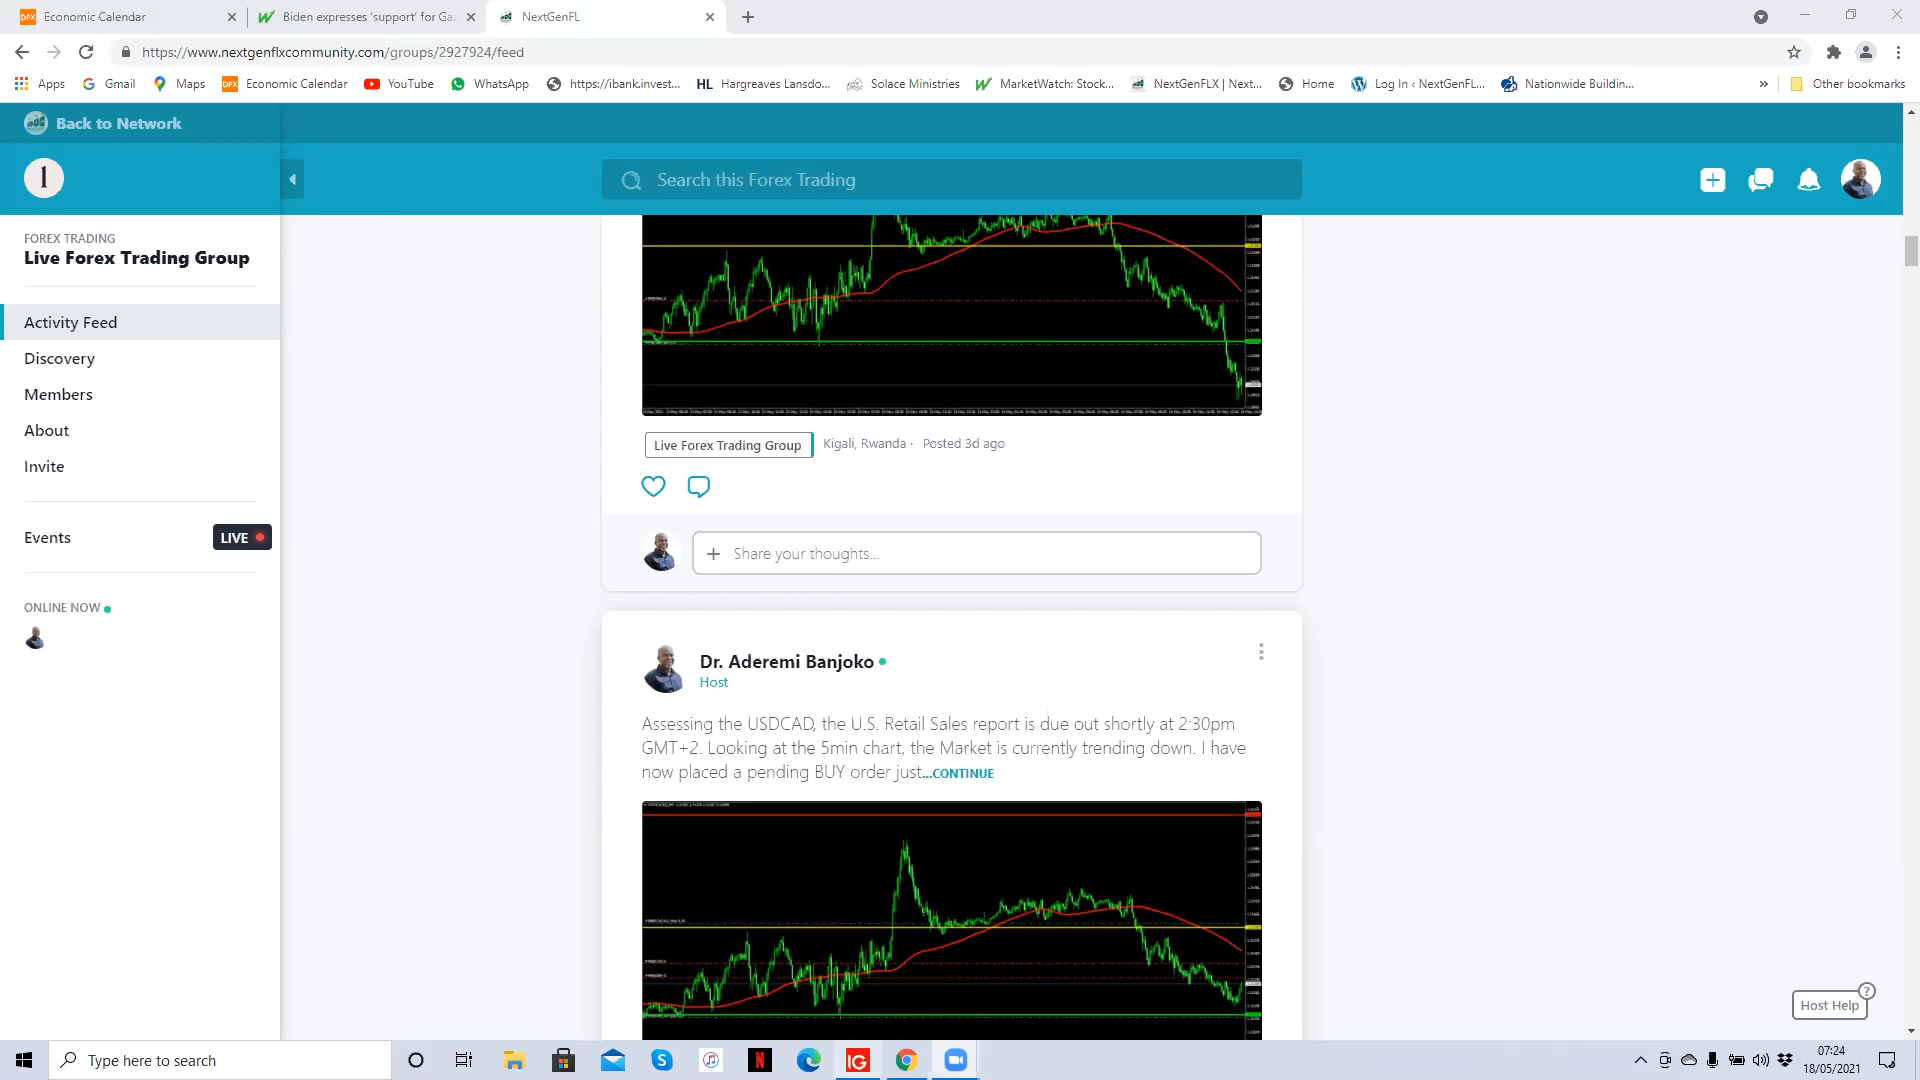 DFX Economic Calendar
Biden expresses ‘support’ for Ga
NextGenFL
https://www.nextgenflxcommunity.com/groups/2927924/feed
Apps
Gmail
Maps
DFX Economic Calendar
YouTube
WhatsApp
https://ibank.invest...
HL Hargreaves Lansdo...
Solace Ministries
MarketWatch: Stock...
NextGenFLX | Next...
Home
Log In ‹ NextGenFL...
Nationwide Buildin...
»
Other bookmarks
Back to Network
1
Search this Forex Trading
FOREX TRADING
Live Forex Trading Group
Activity Feed
Discovery
Members
About
Invite
Events
LIVE
ONLINE NOW
Live Forex Trading Group
Kigali, Rwanda · Posted 3d ago
+ Share your thoughts...
Dr. Aderemi Banjoko
Host
Assessing the USDCAD, the U.S. Retail Sales report is due out shortly at 2:30pm
GMT+2. Looking at the 5min chart, the Market is currently trending down. I have
now placed a pending BUY order just...CONTINUE
Host Help
?
Type here to search
IG
07:24
18/05/2021